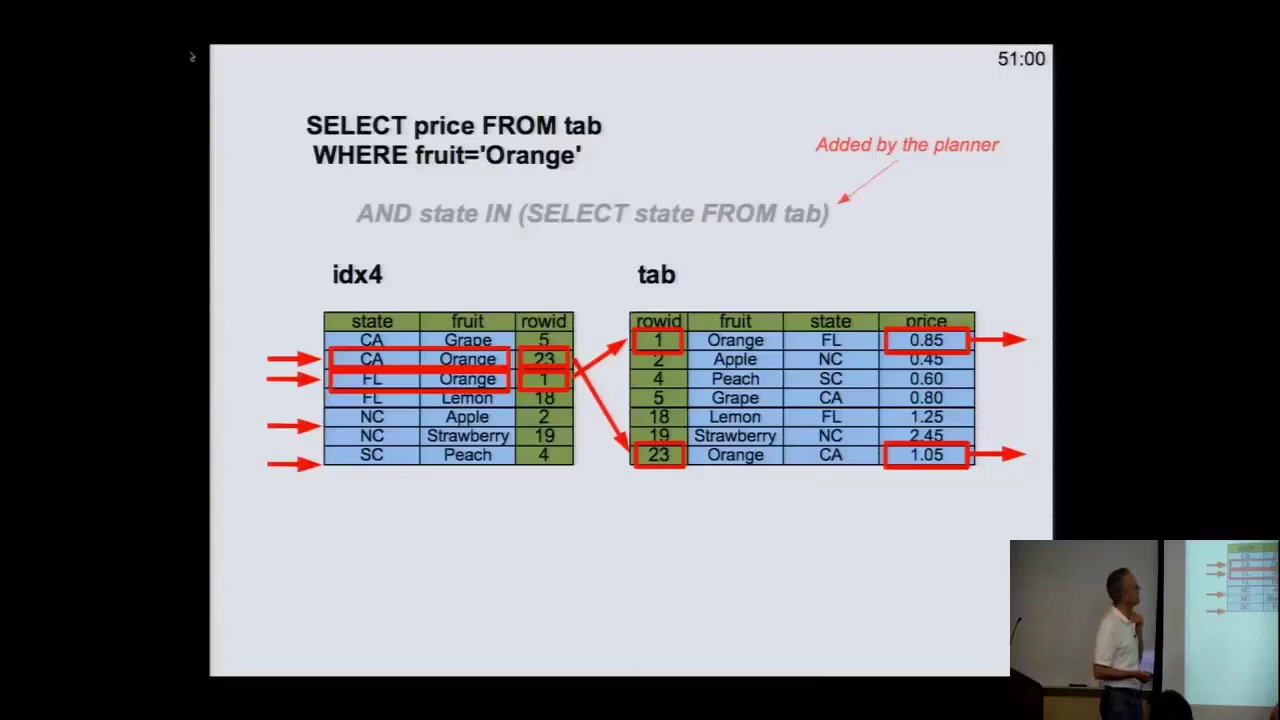 51:00
SELECT price FROM tab
WHERE fruit='Orange'
Added by the planner
AND state IN (SELECT state FROM tab)
idx4
state fruit rowid
CA Grape 5
CA Orange 23
FL Orange 1
FL Lemon 18
NC Apple 2
NC Strawberry 19
SC Peach 4
tab
rowid fruit state price
1 Orange FL 0.85
2 Apple NC 0.45
4 Peach SC 0.60
5 Grape CA 0.80
18 Lemon FL 1.25
19 Strawberry NC 2.45
23 Orange CA 1.05